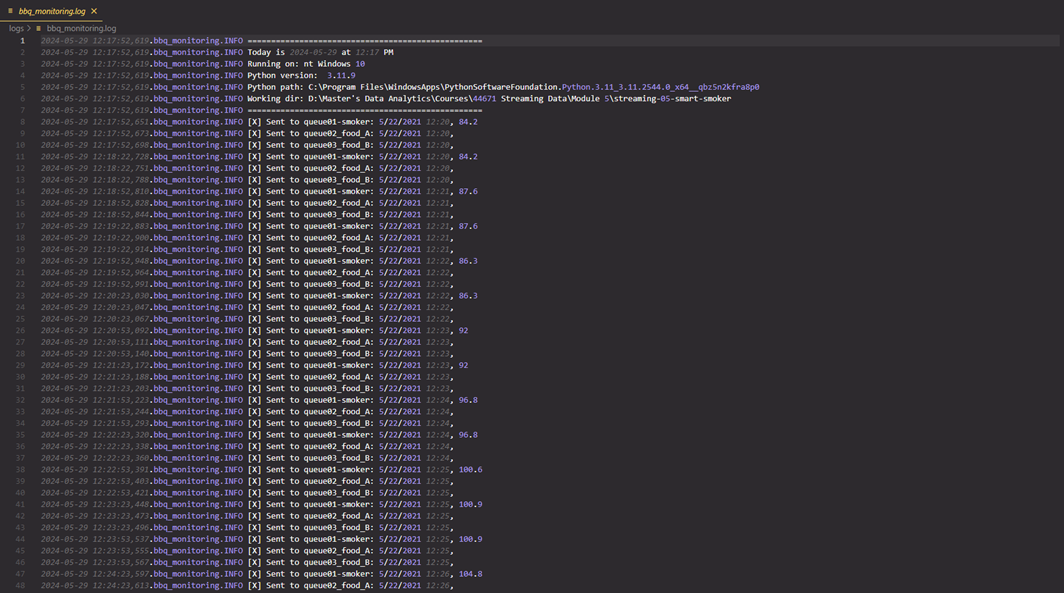 bbq_monitoring.log ×
logs > bbq_monitoring.log
1 2024-05-29 12:17:52,619.bbq_monitoring.INFO ==================================================
2 2024-05-29 12:17:52,619.bbq_monitoring.INFO Today is 2024-05-29 at 12:17 PM
3 2024-05-29 12:17:52,619.bbq_monitoring.INFO Running on: nt Windows 10
4 2024-05-29 12:17:52,619.bbq_monitoring.INFO Python version:  3.11.9
5 2024-05-29 12:17:52,619.bbq_monitoring.INFO Python path: C:\Program Files\WindowsApps\PythonSoftwareFoundation.Python.3.11_3.11.2544.0_x64__qbz5n2kfra8p0
6 2024-05-29 12:17:52,619.bbq_monitoring.INFO Working dir: D:\Master's Data Analytics\Courses\44671 Streaming Data\Module 5\streaming-05-smart-smoker
7 2024-05-29 12:17:52,619.bbq_monitoring.INFO ==================================================
8 2024-05-29 12:17:52,651.bbq_monitoring.INFO [X] Sent to queue01-smoker: 5/22/2021 12:20, 84.2
9 2024-05-29 12:17:52,673.bbq_monitoring.INFO [X] Sent to queue02_food_A: 5/22/2021 12:20,
10 2024-05-29 12:17:52,698.bbq_monitoring.INFO [X] Sent to queue03_food_B: 5/22/2021 12:20,
11 2024-05-29 12:18:22,728.bbq_monitoring.INFO [X] Sent to queue01-smoker: 5/22/2021 12:20, 84.2
12 2024-05-29 12:18:22,751.bbq_monitoring.INFO [X] Sent to queue02_food_A: 5/22/2021 12:20,
13 2024-05-29 12:18:22,788.bbq_monitoring.INFO [X] Sent to queue03_food_B: 5/22/2021 12:20,
14 2024-05-29 12:18:52,810.bbq_monitoring.INFO [X] Sent to queue01-smoker: 5/22/2021 12:21, 87.6
15 2024-05-29 12:18:52,828.bbq_monitoring.INFO [X] Sent to queue02_food_A: 5/22/2021 12:21,
16 2024-05-29 12:18:52,844.bbq_monitoring.INFO [X] Sent to queue03_food_B: 5/22/2021 12:21,
17 2024-05-29 12:19:22,883.bbq_monitoring.INFO [X] Sent to queue01-smoker: 5/22/2021 12:21, 87.6
18 2024-05-29 12:19:22,900.bbq_monitoring.INFO [X] Sent to queue02_food_A: 5/22/2021 12:21,
19 2024-05-29 12:19:22,914.bbq_monitoring.INFO [X] Sent to queue03_food_B: 5/22/2021 12:21,
20 2024-05-29 12:19:52,948.bbq_monitoring.INFO [X] Sent to queue01-smoker: 5/22/2021 12:22, 86.3
21 2024-05-29 12:19:52,964.bbq_monitoring.INFO [X] Sent to queue02_food_A: 5/22/2021 12:22,
22 2024-05-29 12:19:52,991.bbq_monitoring.INFO [X] Sent to queue03_food_B: 5/22/2021 12:22,
23 2024-05-29 12:20:23,030.bbq_monitoring.INFO [X] Sent to queue01-smoker: 5/22/2021 12:22, 86.3
24 2024-05-29 12:20:23,047.bbq_monitoring.INFO [X] Sent to queue02_food_A: 5/22/2021 12:22,
25 2024-05-29 12:20:23,067.bbq_monitoring.INFO [X] Sent to queue03_food_B: 5/22/2021 12:22,
26 2024-05-29 12:20:53,092.bbq_monitoring.INFO [X] Sent to queue01-smoker: 5/22/2021 12:23, 92
27 2024-05-29 12:20:53,111.bbq_monitoring.INFO [X] Sent to queue02_food_A: 5/22/2021 12:23,
28 2024-05-29 12:20:53,140.bbq_monitoring.INFO [X] Sent to queue03_food_B: 5/22/2021 12:23,
29 2024-05-29 12:21:23,172.bbq_monitoring.INFO [X] Sent to queue01-smoker: 5/22/2021 12:23, 92
30 2024-05-29 12:21:23,188.bbq_monitoring.INFO [X] Sent to queue02_food_A: 5/22/2021 12:23,
31 2024-05-29 12:21:23,203.bbq_monitoring.INFO [X] Sent to queue03_food_B: 5/22/2021 12:23,
32 2024-05-29 12:21:53,223.bbq_monitoring.INFO [X] Sent to queue01-smoker: 5/22/2021 12:24, 96.8
33 2024-05-29 12:21:53,244.bbq_monitoring.INFO [X] Sent to queue02_food_A: 5/22/2021 12:24,
34 2024-05-29 12:21:53,293.bbq_monitoring.INFO [X] Sent to queue03_food_B: 5/22/2021 12:24,
35 2024-05-29 12:22:23,320.bbq_monitoring.INFO [X] Sent to queue01-smoker: 5/22/2021 12:24, 96.8
36 2024-05-29 12:22:23,338.bbq_monitoring.INFO [X] Sent to queue02_food_A: 5/22/2021 12:24,
37 2024-05-29 12:22:23,360.bbq_monitoring.INFO [X] Sent to queue03_food_B: 5/22/2021 12:24,
38 2024-05-29 12:22:53,391.bbq_monitoring.INFO [X] Sent to queue01-smoker: 5/22/2021 12:25, 100.6
39 2024-05-29 12:22:53,403.bbq_monitoring.INFO [X] Sent to queue02_food_A: 5/22/2021 12:25,
40 2024-05-29 12:22:53,421.bbq_monitoring.INFO [X] Sent to queue03_food_B: 5/22/2021 12:25,
41 2024-05-29 12:23:23,448.bbq_monitoring.INFO [X] Sent to queue01-smoker: 5/22/2021 12:25, 100.9
42 2024-05-29 12:23:23,473.bbq_monitoring.INFO [X] Sent to queue02_food_A: 5/22/2021 12:25,
43 2024-05-29 12:23:23,496.bbq_monitoring.INFO [X] Sent to queue03_food_B: 5/22/2021 12:25,
44 2024-05-29 12:23:53,537.bbq_monitoring.INFO [X] Sent to queue01-smoker: 5/22/2021 12:25, 100.9
45 2024-05-29 12:23:53,555.bbq_monitoring.INFO [X] Sent to queue02_food_A: 5/22/2021 12:25,
46 2024-05-29 12:23:53,567.bbq_monitoring.INFO [X] Sent to queue03_food_B: 5/22/2021 12:25,
47 2024-05-29 12:24:23,597.bbq_monitoring.INFO [X] Sent to queue01-smoker: 5/22/2021 12:26, 104.8
48 2024-05-29 12:24:23,613.bbq_monitoring.INFO [X] Sent to queue02_food_A: 5/22/2021 12:26,